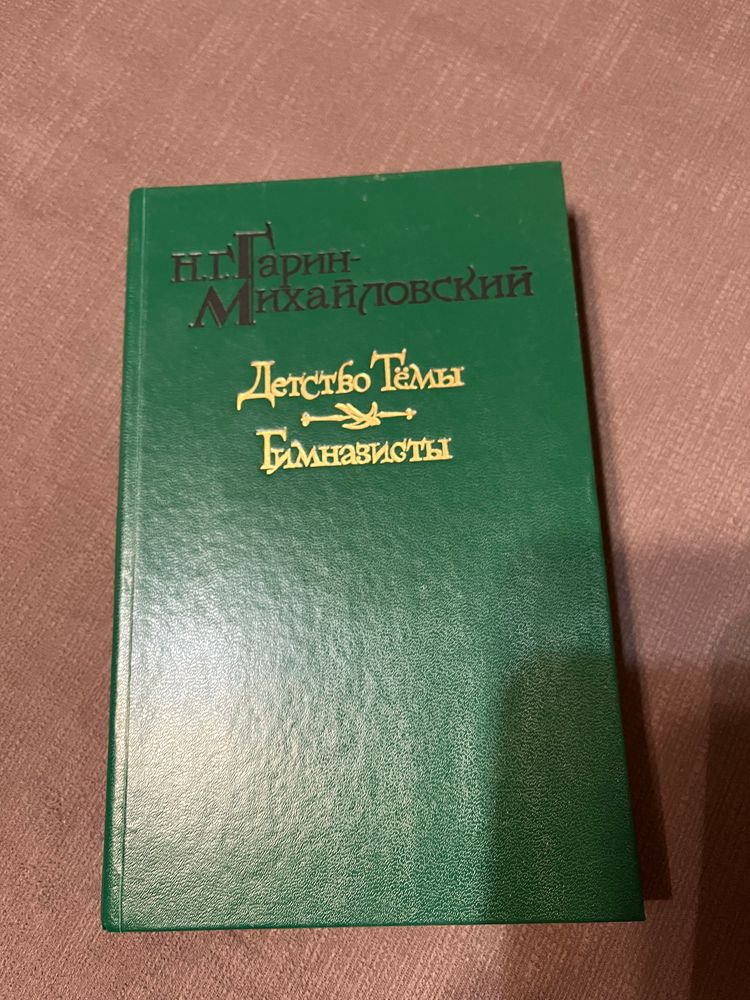 Н.Г.Гарин-
Михайловский
Детство Тёмы
Гимназисты